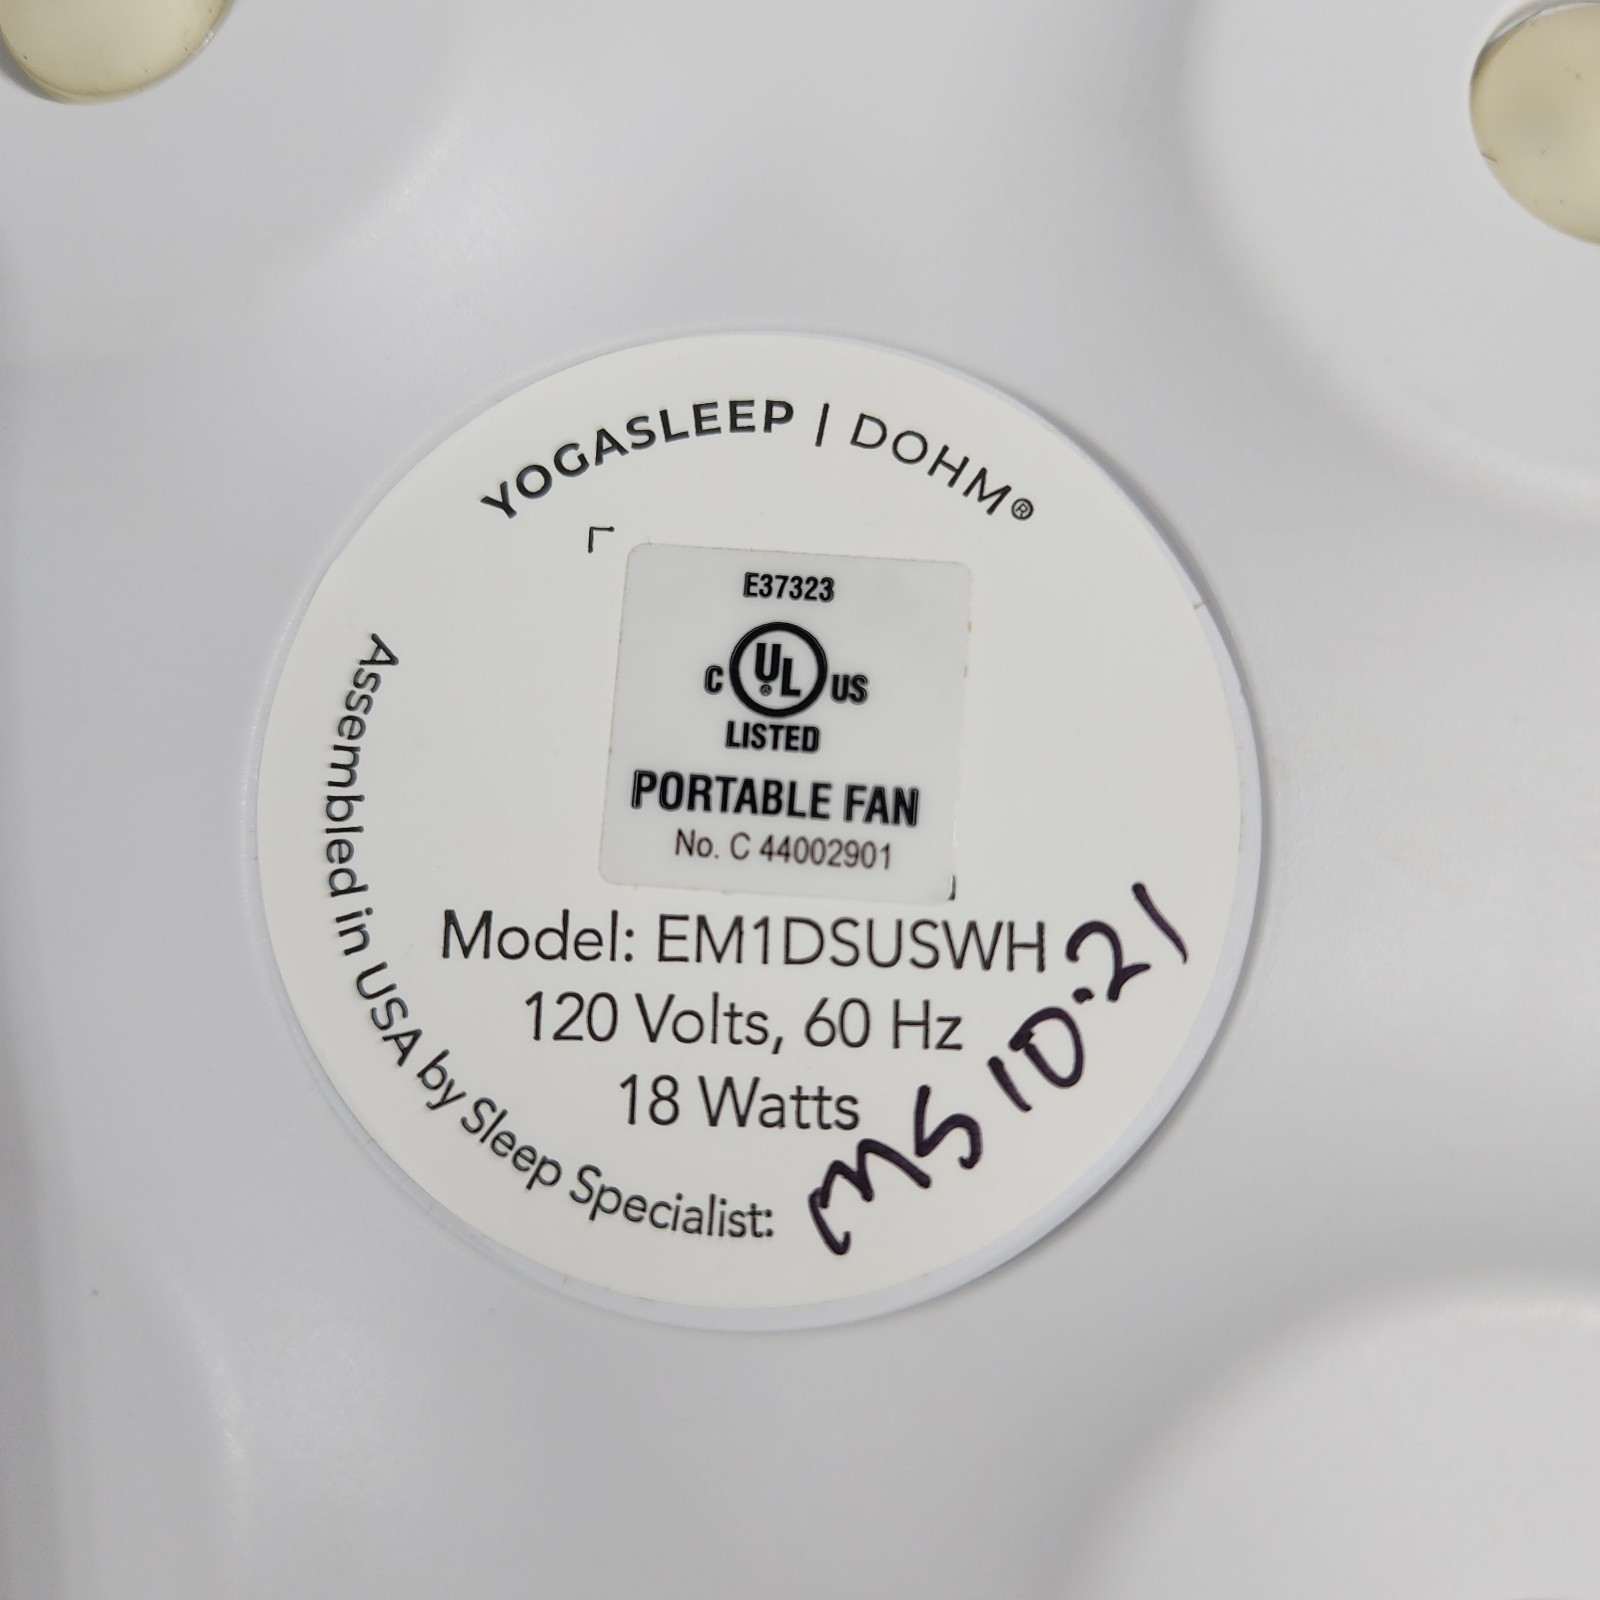 YOGASLEEP | DOHM®
E37323
C UL® US
LISTED
PORTABLE FAN
No. C 44002901
Model: EM1DSUSWH
120 Volts, 60 Hz
18 Watts
Assembled in USA by Sleep Specialist:
MS 10.21